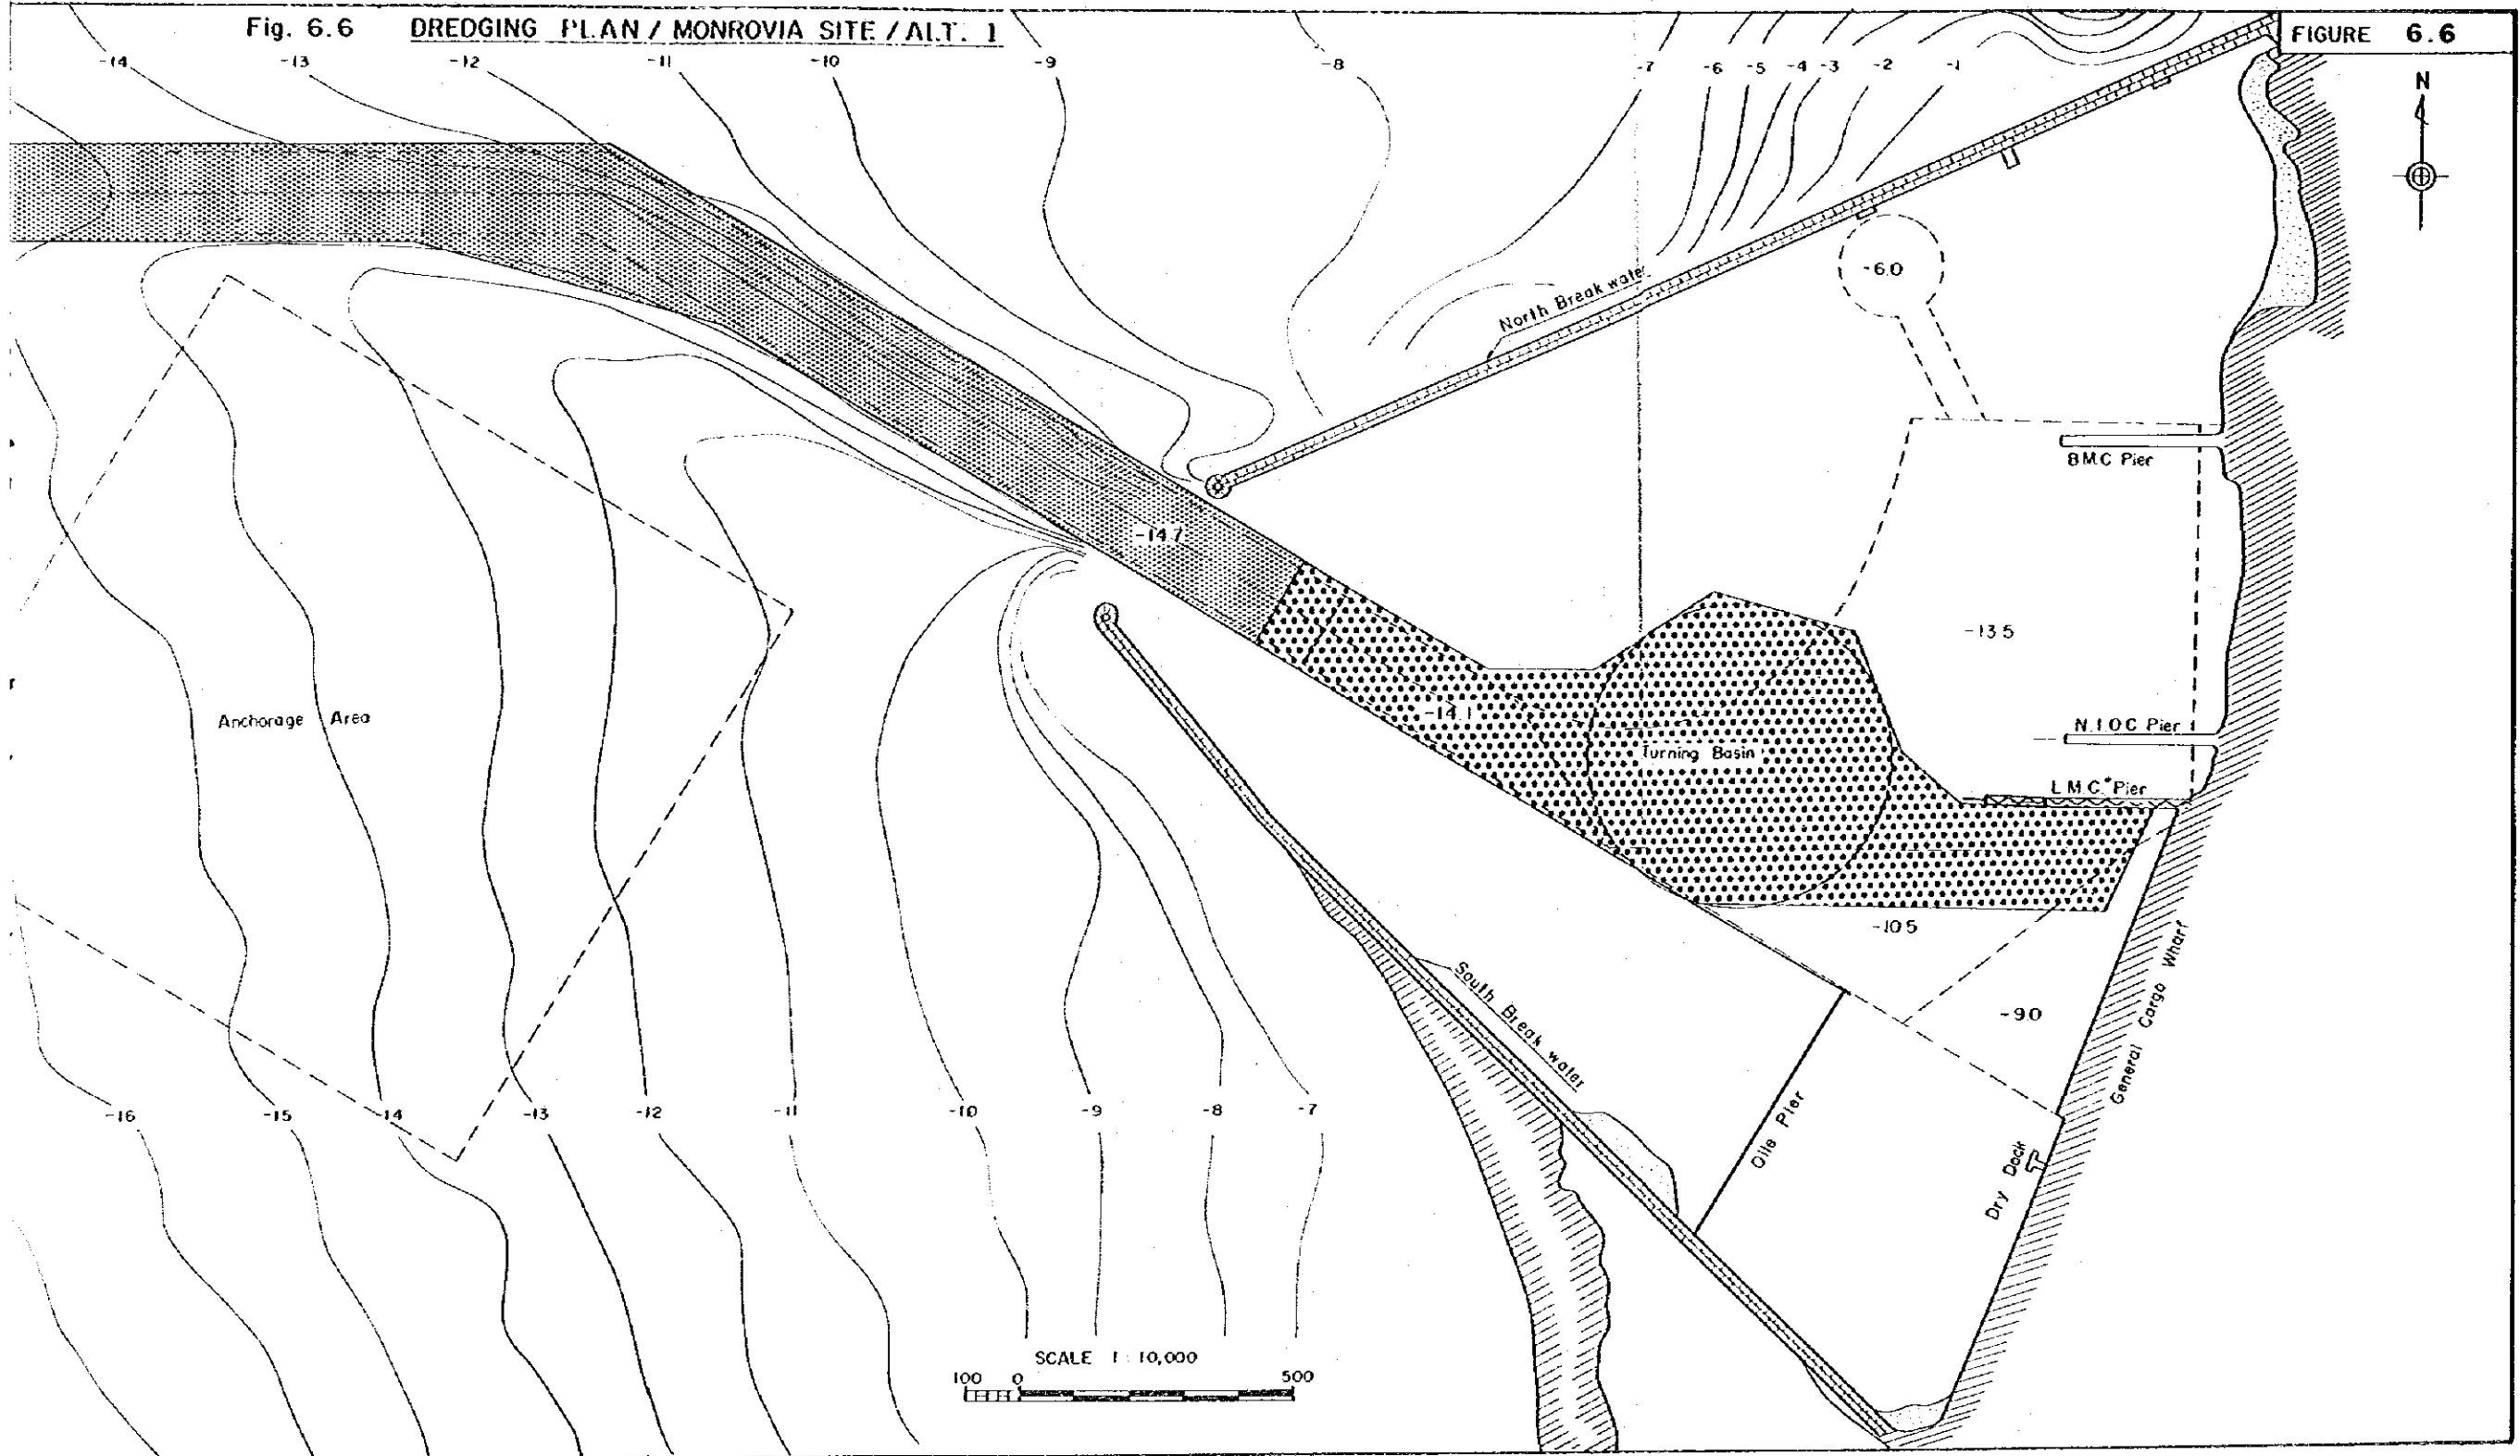 Fig. 6.6 DREDGING PLAN / MONROVIA SITE / ALT. 1
FIGURE 6.6
-14 -13 -12 -11 -10 -9 -8 -7 -6 -5 -4 -3 -2 -1
N
-6.0
North Break water
B.M.C Pier
-14.7
-13.5
-14.1
Anchorage Area
N.I.O.C Pier
Turning Basin
L.M.C.* Pier
-10.5
General Cargo Wharf
South Break water
-9.0
-16 -15 -14 -13 -12 -11 -10 -9 -8 -7
Oile Pier
Dry Dock
SCALE 1 : 10,000
100 0 500